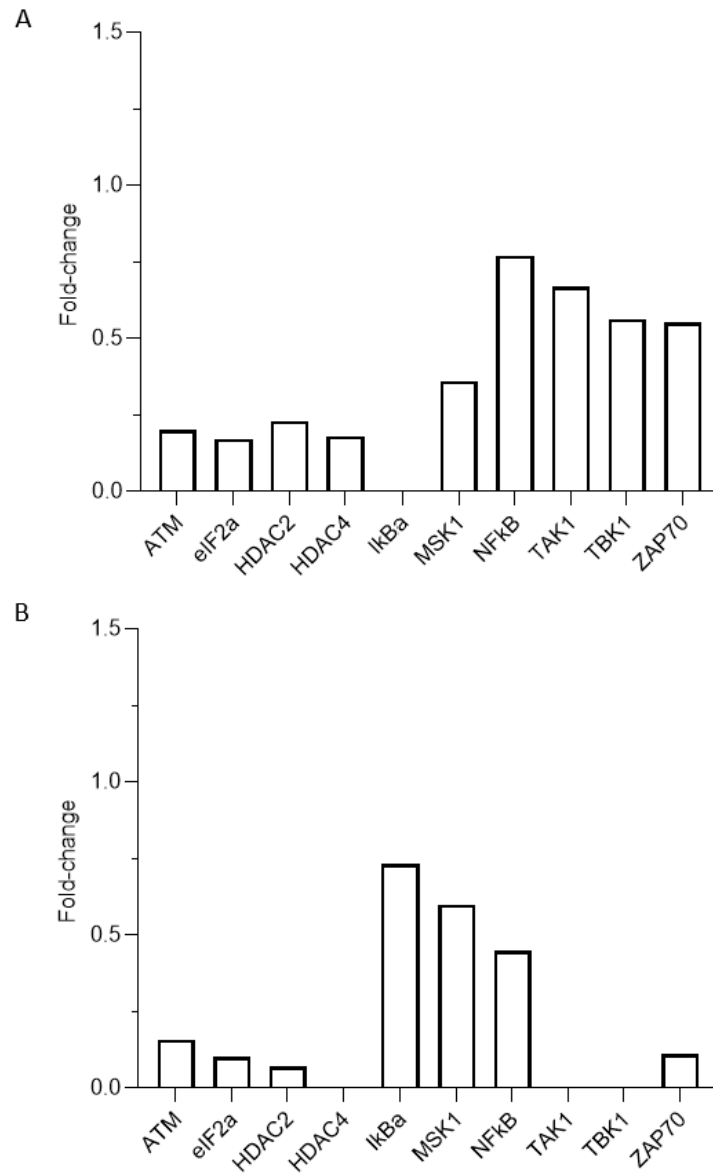 A
1.5
1.0
0.5
0.0
Fold-change
ATM eIF2a HDAC2 HDAC4 IkBa MSK1 NFkB TAK1 TBK1 ZAP70
B
1.5
1.0
0.5
0.0
Fold-change
ATM eIF2a HDAC2 HDAC4 IkBa MSK1 NFkB TAK1 TBK1 ZAP70